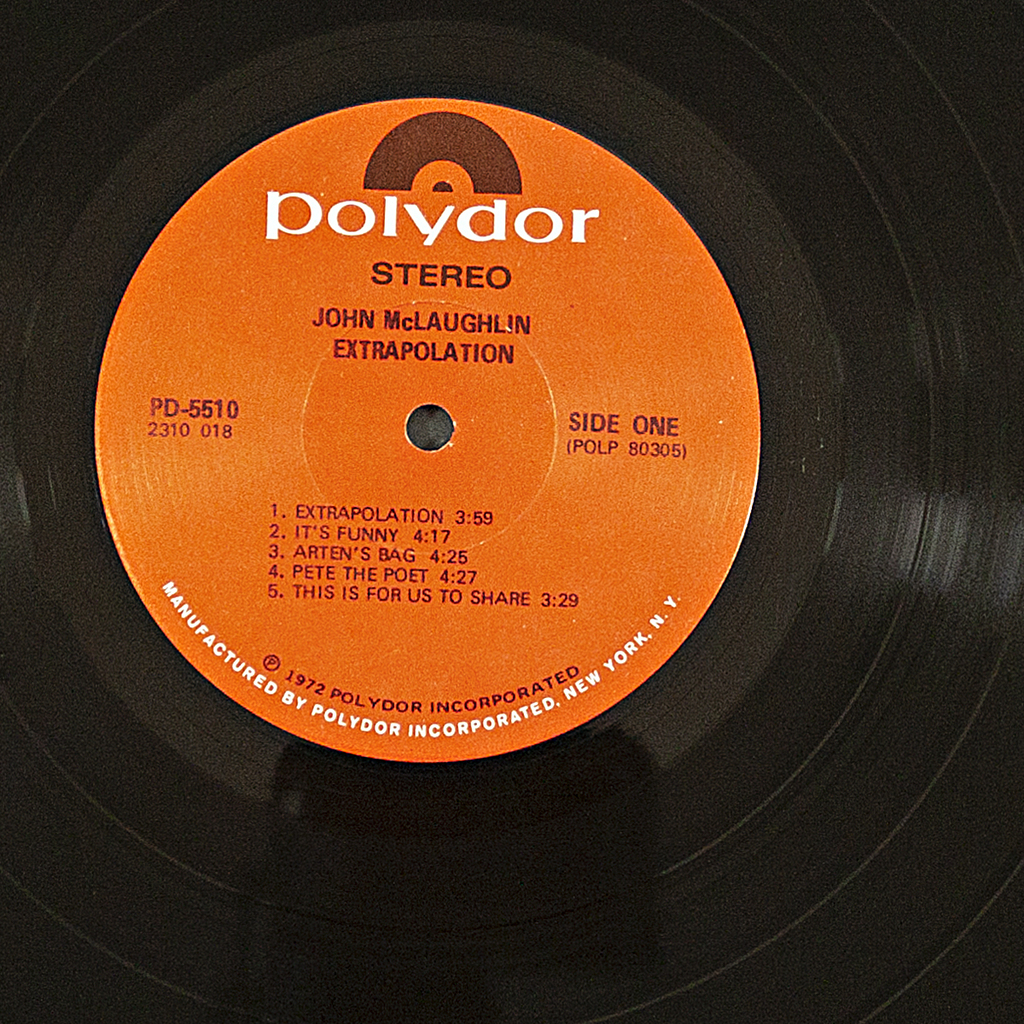 polydor
STEREO
JOHN McLAUGHLIN
EXTRAPOLATION
PD-5510
2310 018
SIDE ONE
(POLP 80305)
1. EXTRAPOLATION 3:59
2. IT'S FUNNY 4:17
3. ARTEN'S BAG 4:25
4. PETE THE POET 4:27
5. THIS IS FOR US TO SHARE 3:29
℗ 1972 POLYDOR INCORPORATED
MANUFACTURED BY POLYDOR INCORPORATED, NEW YORK, N. Y.